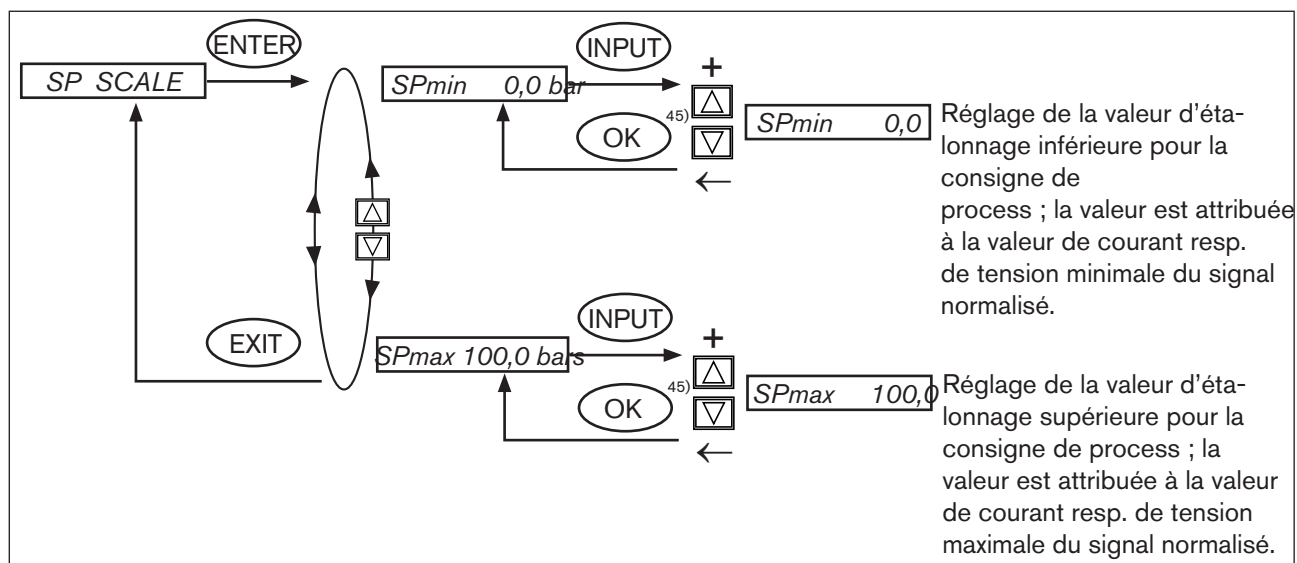 ENTER
SP SCALE
SPmin 0,0 bar
INPUT
+
OK
45)
←
SPmin 0,0
Réglage de la valeur d'éta-
lonnage inférieure pour la
consigne de
process ; la valeur est attribuée
à la valeur de courant resp.
de tension minimale du signal
normalisé.
EXIT
SPmax 100,0 bars
INPUT
+
OK
45)
←
SPmax 100,0
Réglage de la valeur d'éta-
lonnage supérieure pour la
consigne de process ; la
valeur est attribuée à la valeur
de courant resp. de tension
maximale du signal normalisé.